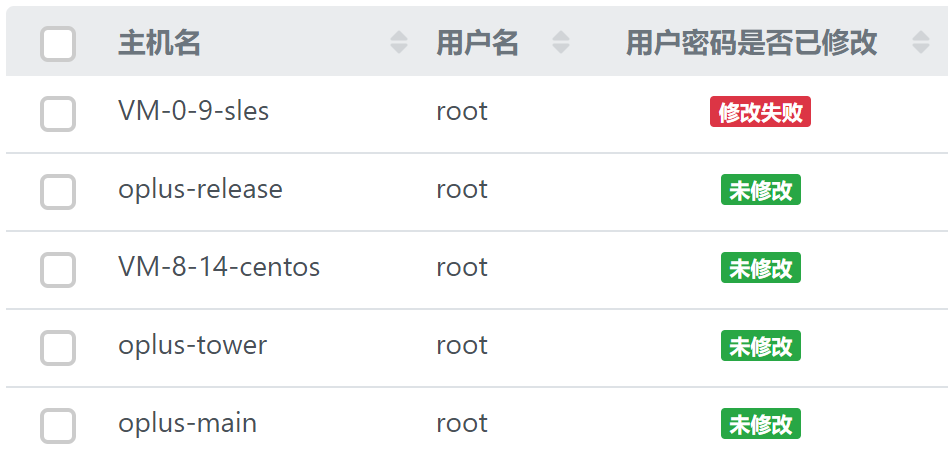 主机名 用户名 用户密码是否已修改
VM-0-9-sles root 修改失败
oplus-release root 未修改
VM-8-14-centos root 未修改
oplus-tower root 未修改
oplus-main root 未修改